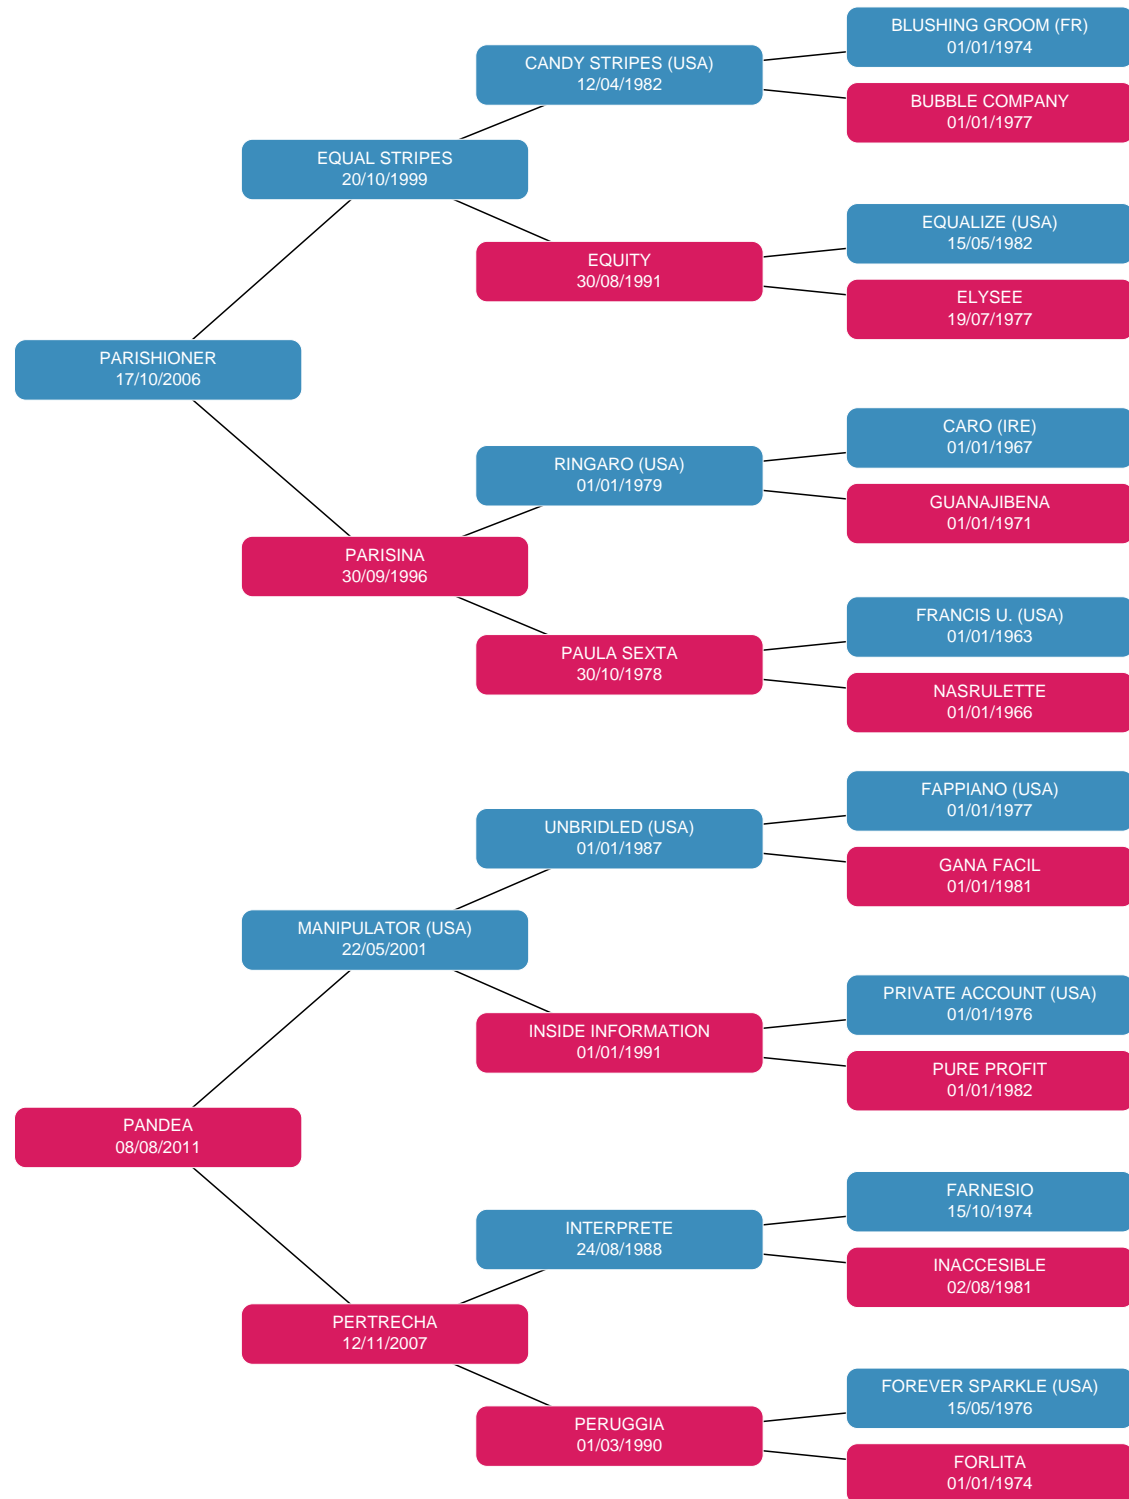 BLUSHING GROOM (FR)
01/01/1974
CANDY STRIPES (USA)
12/04/1982
BUBBLE COMPANY
01/01/1977
EQUAL STRIPES
20/10/1999
EQUALIZE (USA)
15/05/1982
EQUITY
30/08/1991
ELYSEE
19/07/1977
PARISHIONER
17/10/2006
CARO (IRE)
01/01/1967
RINGARO (USA)
01/01/1979
GUANAJIBENA
01/01/1971
PARISINA
30/09/1996
FRANCIS U. (USA)
01/01/1963
PAULA SEXTA
30/10/1978
NASRULETTE
01/01/1966
FAPPIANO (USA)
01/01/1977
UNBRIDLED (USA)
01/01/1987
GANA FACIL
01/01/1981
MANIPULATOR (USA)
22/05/2001
PRIVATE ACCOUNT (USA)
01/01/1976
INSIDE INFORMATION
01/01/1991
PURE PROFIT
01/01/1982
PANDEA
08/08/2011
FARNESIO
15/10/1974
INTERPRETE
24/08/1988
INACCESIBLE
02/08/1981
PERTRECHA
12/11/2007
FOREVER SPARKLE (USA)
15/05/1976
PERUGGIA
01/03/1990
FORLITA
01/01/1974